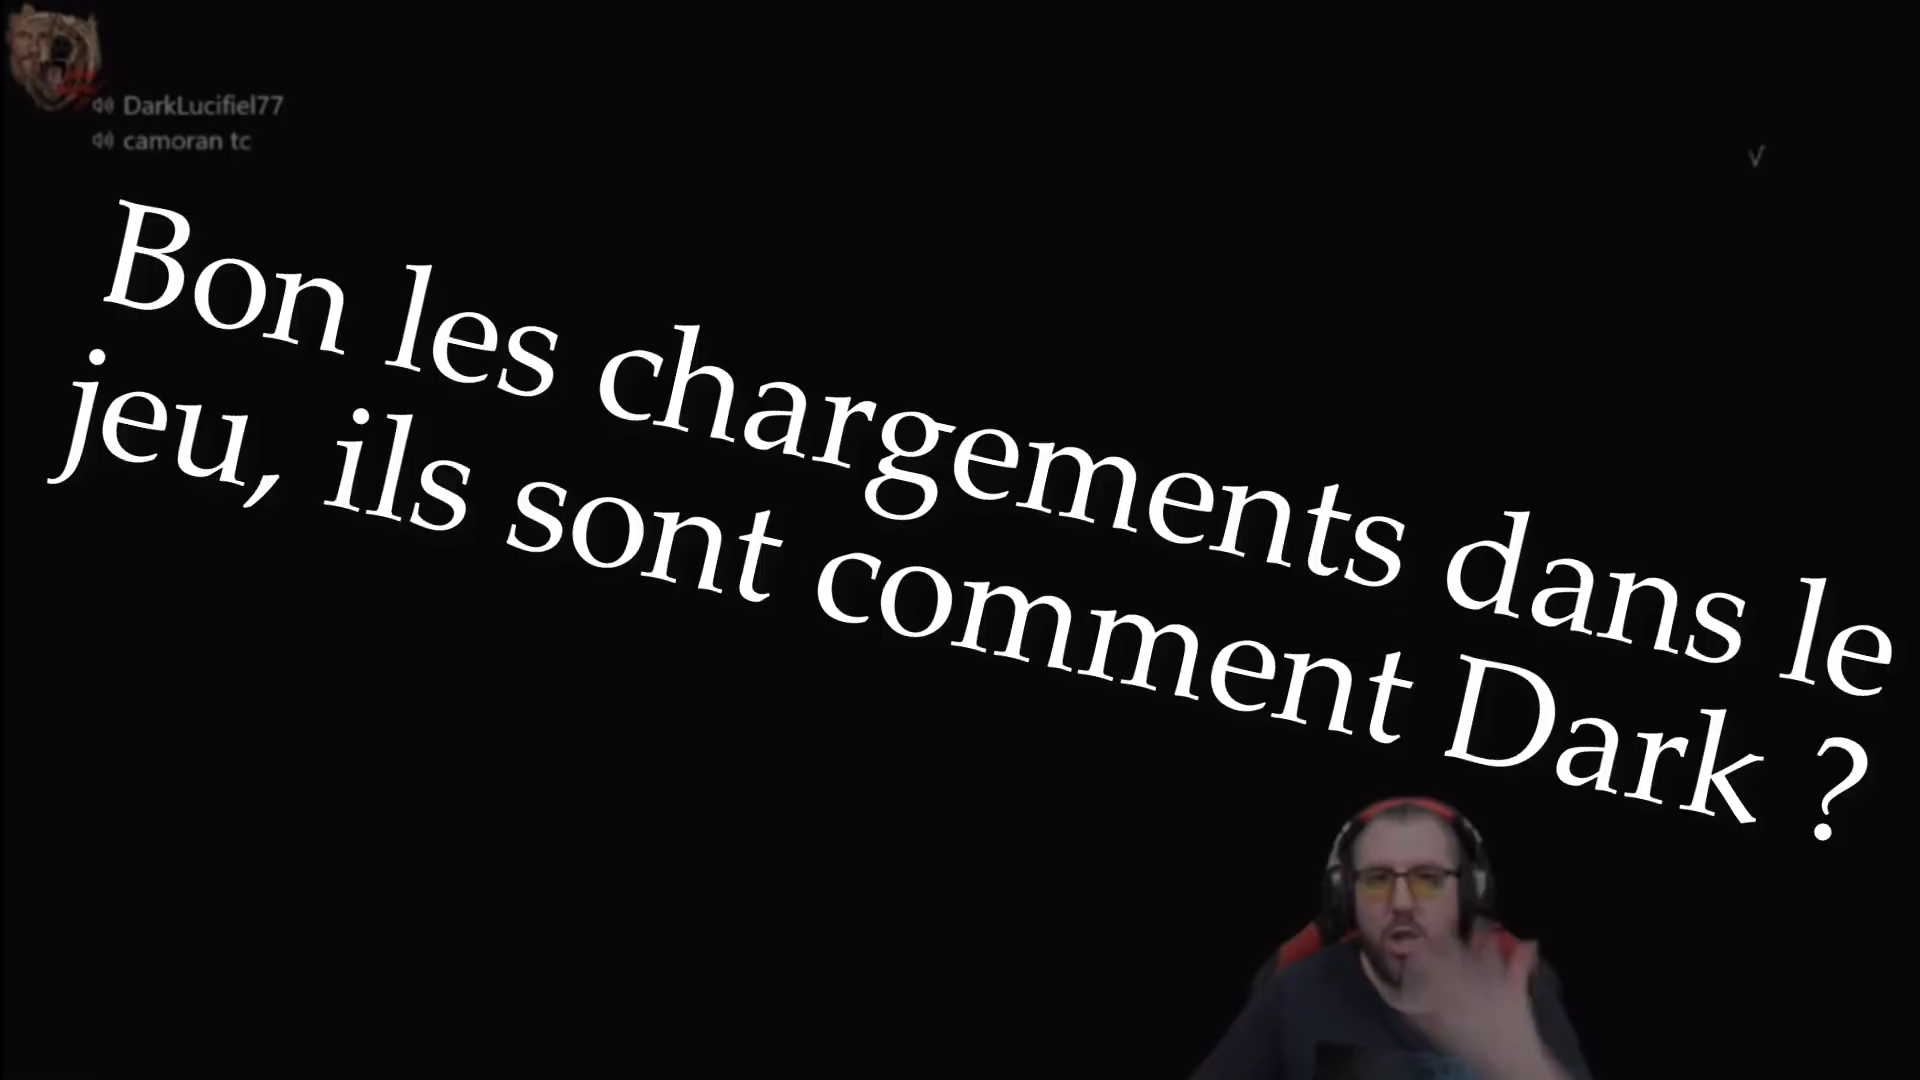 DarkLucifiel77
camoran tc
Bon les chargements dans le
jeu, ils sont comment Dark ?